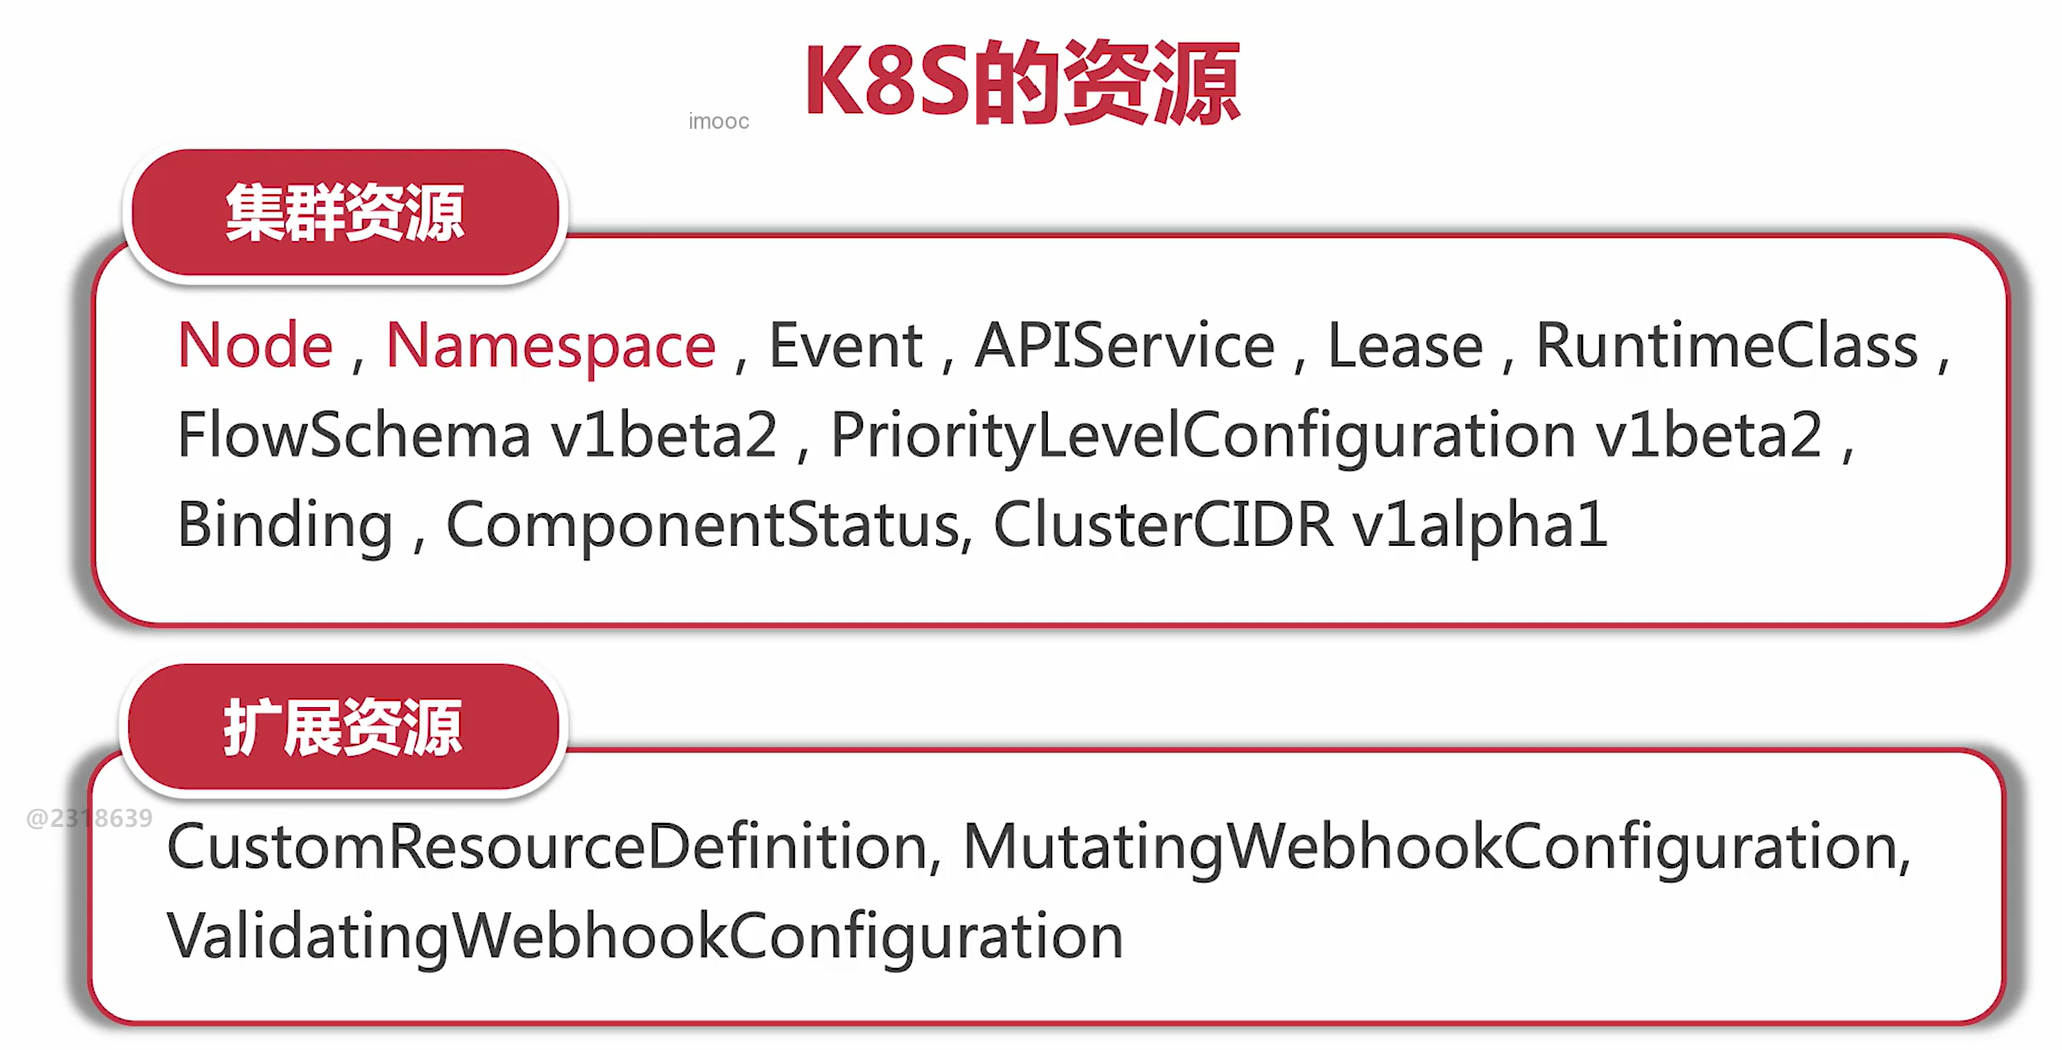 K8S的资源
imooc
集群资源
Node , Namespace , Event , APIService , Lease , RuntimeClass ,
FlowSchema v1beta2 , PriorityLevelConfiguration v1beta2 ,
Binding , ComponentStatus, ClusterCIDR v1alpha1
扩展资源
@2318639
CustomResourceDefinition, MutatingWebhookConfiguration,
ValidatingWebhookConfiguration